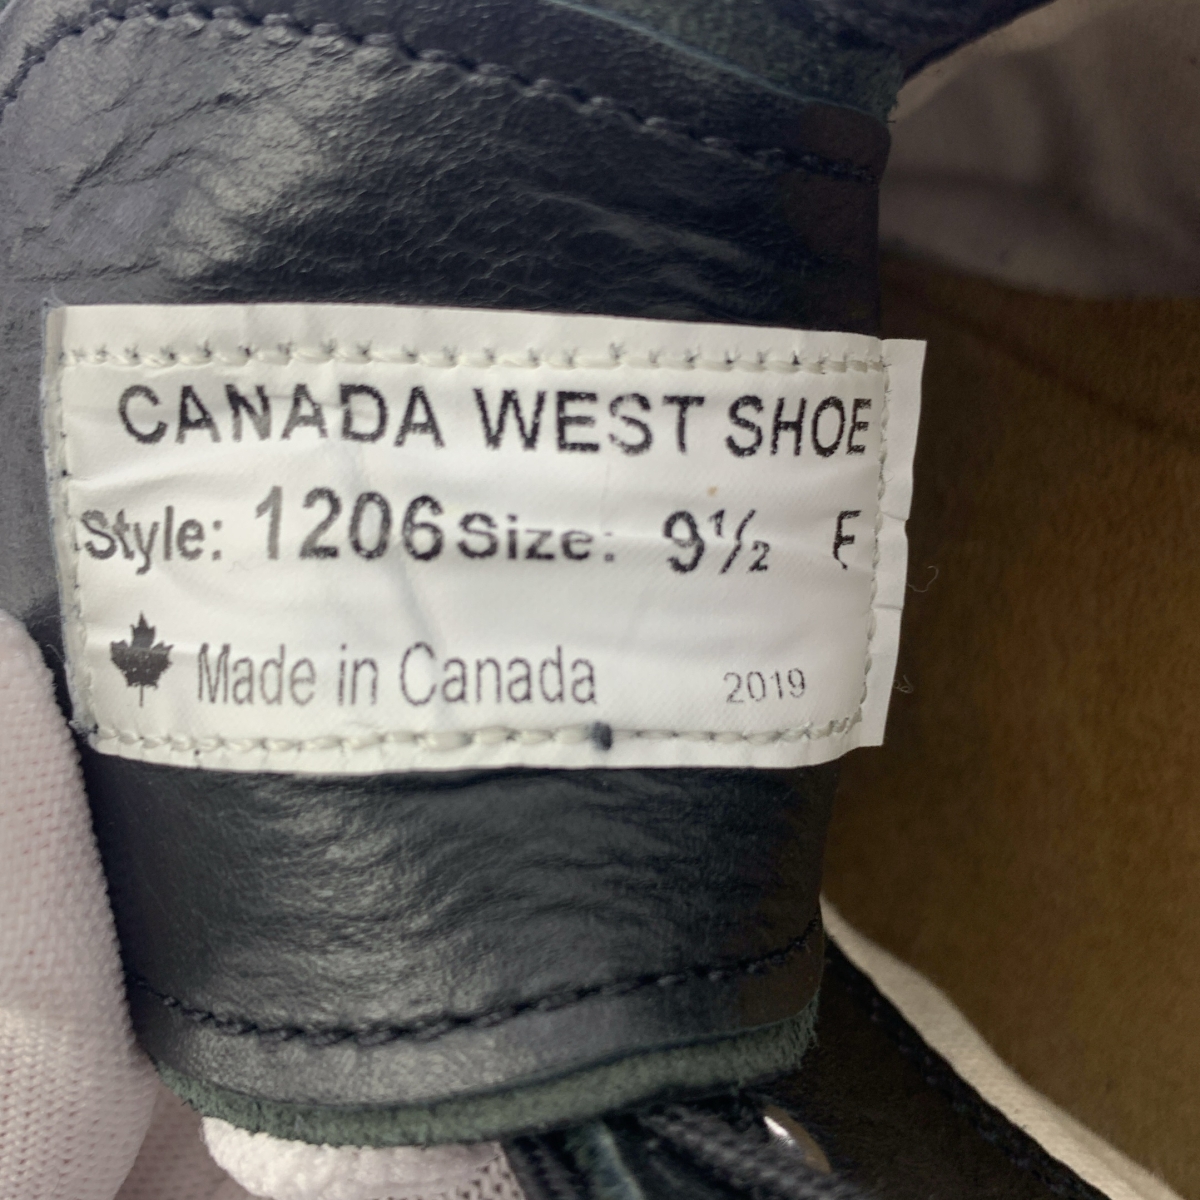 CANADA WEST SHOE
Style: 1206 Size: 9½ E
Made in Canada 2019